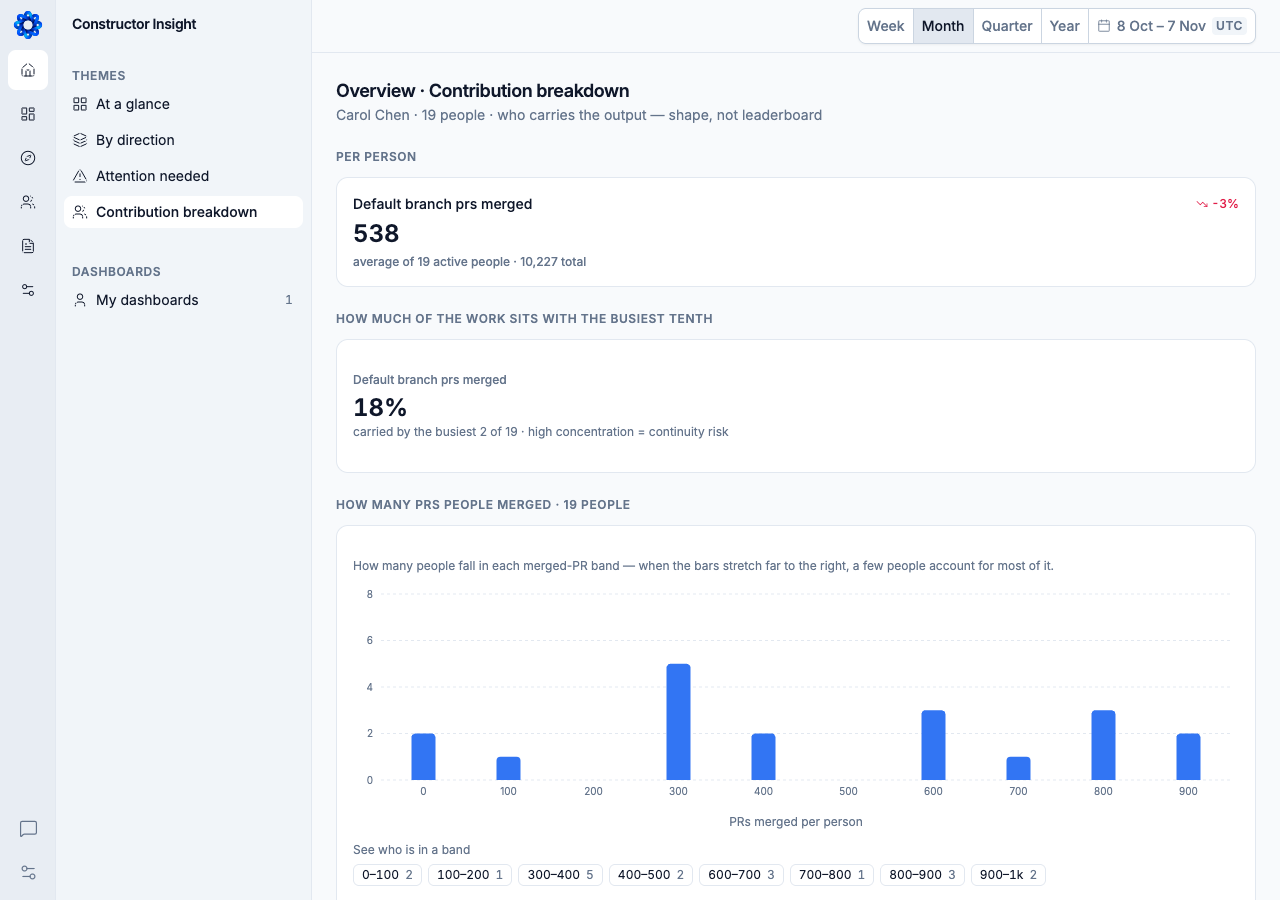 Constructor Insight
THEMES
At a glance
By direction
Attention needed
Contribution breakdown
DASHBOARDS
My dashboards 1
Week Month Quarter Year 8 Oct – 7 Nov UTC
Overview · Contribution breakdown
Carol Chen · 19 people · who carries the output — shape, not leaderboard
PER PERSON
Default branch prs merged -3%
538
average of 19 active people · 10,227 total
HOW MUCH OF THE WORK SITS WITH THE BUSIEST TENTH
Default branch prs merged
18%
carried by the busiest 2 of 19 · high concentration = continuity risk
HOW MANY PRS PEOPLE MERGED · 19 PEOPLE
How many people fall in each merged-PR band — when the bars stretch far to the right, a few people account for most of it.
8
6
4
2
0
0 100 200 300 400 500 600 700 800 900
PRs merged per person
See who is in a band
0–100 2 100–200 1 300–400 5 400–500 2 600–700 3 700–800 1 800–900 3 900–1k 2